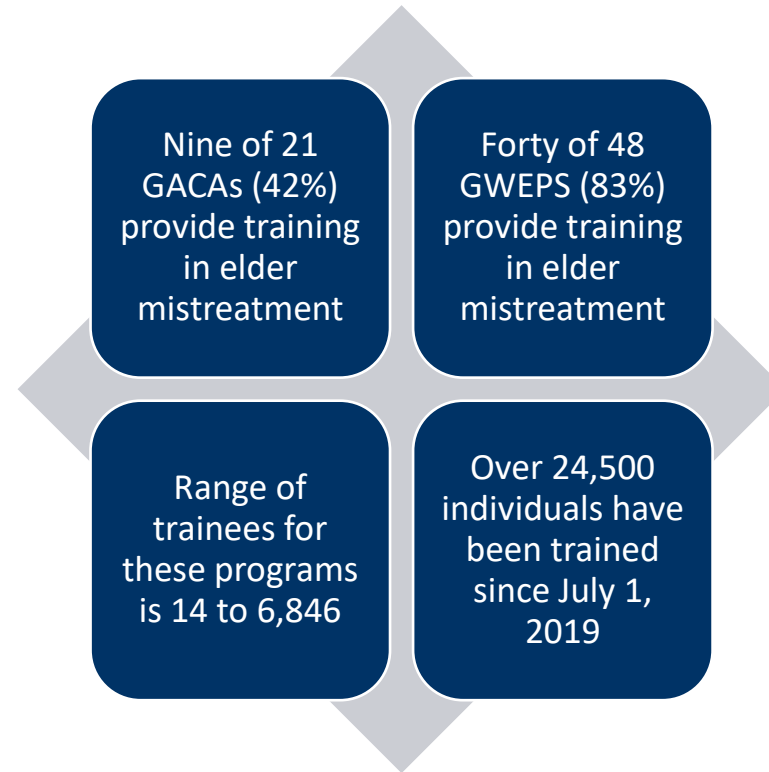 Nine of 21
GACAs (42%)
provide training
in elder
mistreatment
Forty of 48
GWEPS (83%)
provide training
in elder
mistreatment
Range of
trainees for
these programs
is 14 to 6,846
Over 24,500
individuals have
been trained
since July 1,
2019